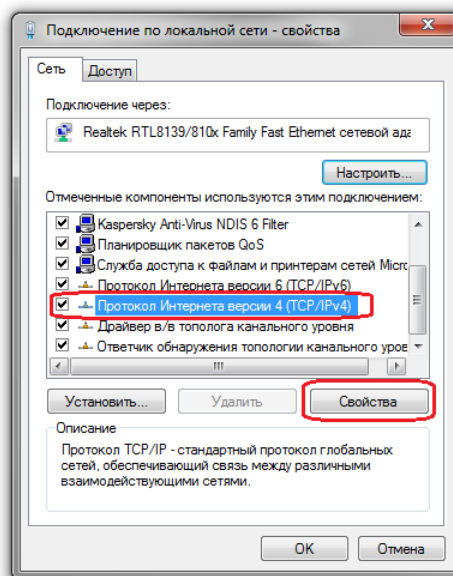 Подключение по локальной сети - свойства
Сеть Доступ
Подключение через:
Realtek RTL8139/810x Family Fast Ethernet сетевой ада
Настроить...
Отмеченные компоненты используются этим подключением:
Kaspersky Anti-Virus NDIS 6 Filter
Планировщик пакетов QoS
Служба доступа к файлам и принтерам сетей Micro
Протокол Интернета версии 6 (TCP/IPv6)
Протокол Интернета версии 4 (TCP/IPv4)
Драйвер в/в тополога канального уровня
Ответчик обнаружения топологии канального уров
Установить... Удалить Свойства
Описание
Протокол TCP/IP - стандартный протокол глобальных
сетей, обеспечивающий связь между различными
взаимодействующими сетями.
OK Отмена